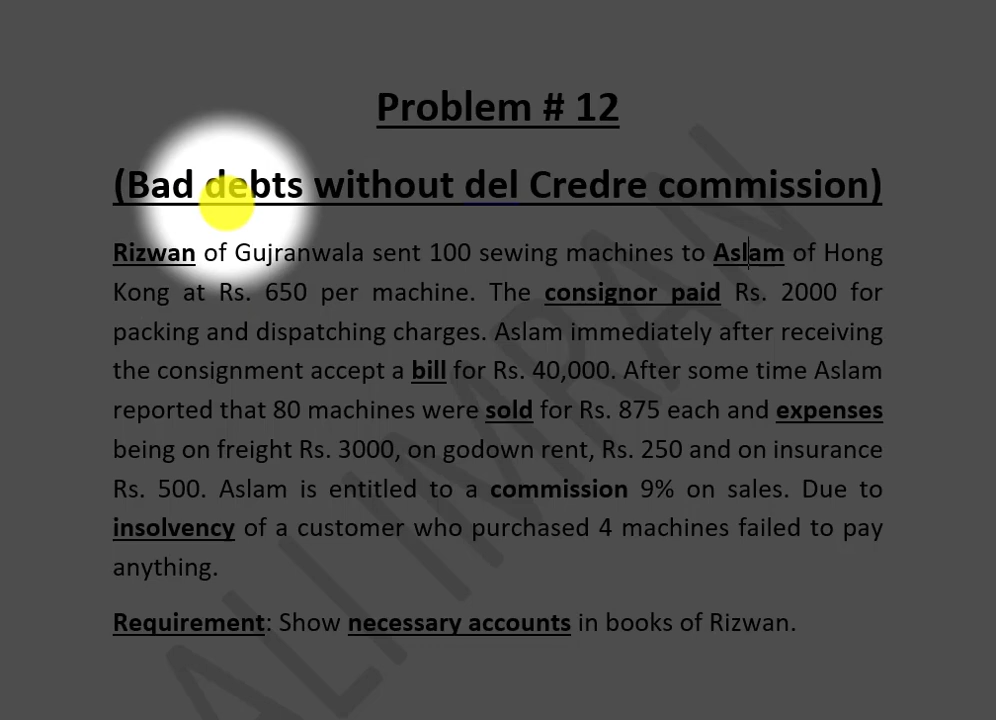 Problem # 12
(Bad debts without del Credre commission)
Rizwan of Gujranwala sent 100 sewing machines to Aslam of Hong
Kong at Rs. 650 per machine. The consignor paid Rs. 2000 for
packing and dispatching charges. Aslam immediately after receiving
the consignment accept a bill for Rs. 40,000. After some time Aslam
reported that 80 machines were sold for Rs. 875 each and expenses
being on freight Rs. 3000, on godown rent, Rs. 250 and on insurance
Rs. 500. Aslam is entitled to a commission 9% on sales. Due to
insolvency of a customer who purchased 4 machines failed to pay
anything.
Requirement: Show necessary accounts in books of Rizwan.
ALI IMRAN